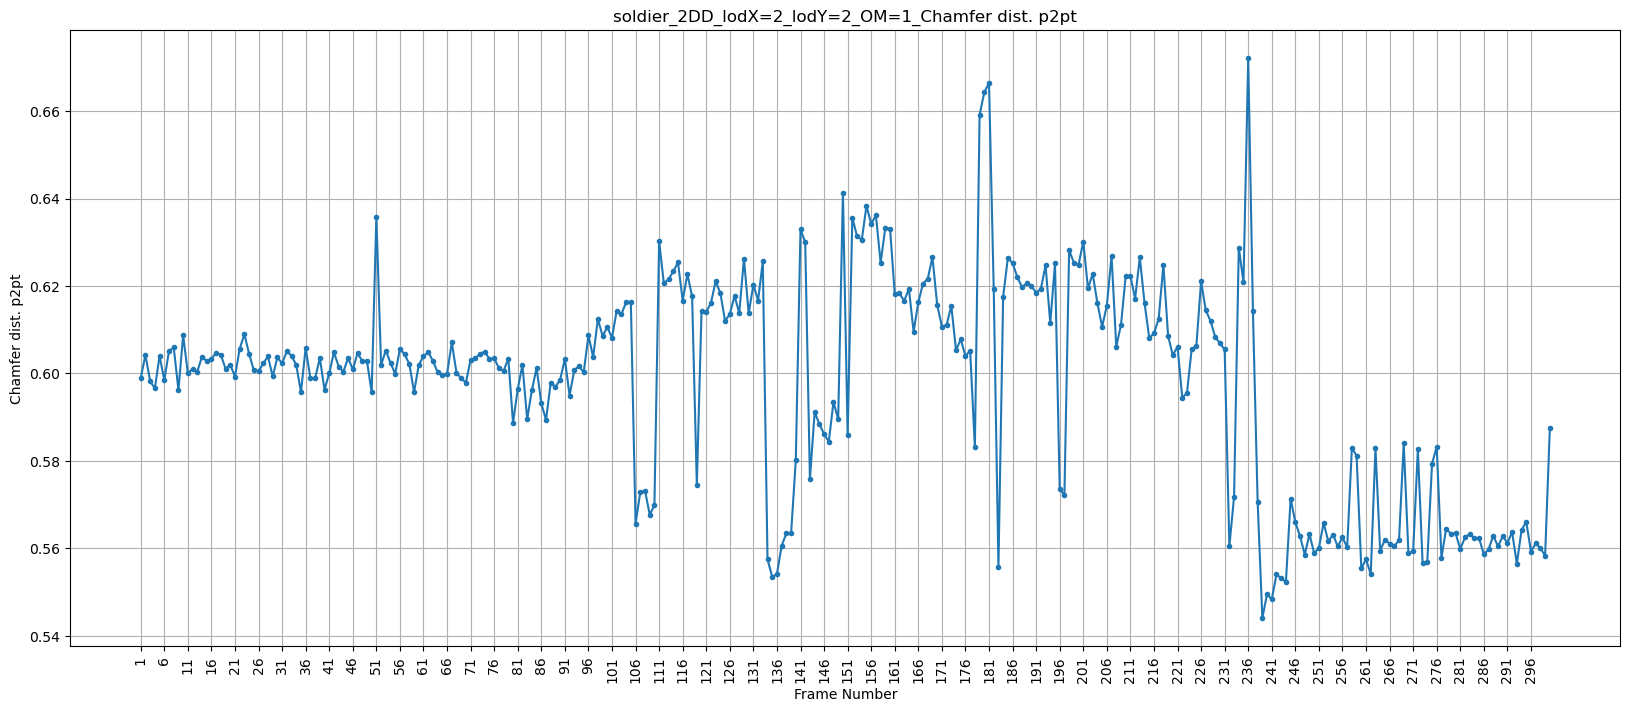 soldier_2DD_lodX=2_lodY=2_OM=1_Chamfer dist. p2pt
Chamfer dist. p2pt
0.66
0.64
0.62
0.60
0.58
0.56
0.54
1 6 11 16 21 26 31 36 41 46 51 56 61 66 71 76 81 86 91 96 101 106 111 116 121 126 131 136 141 146 151 156 161 166 171 176 181 186 191 196 201 206 211 216 221 226 231 236 241 246 251 256 261 266 271 276 281 286 291 296
Frame Number